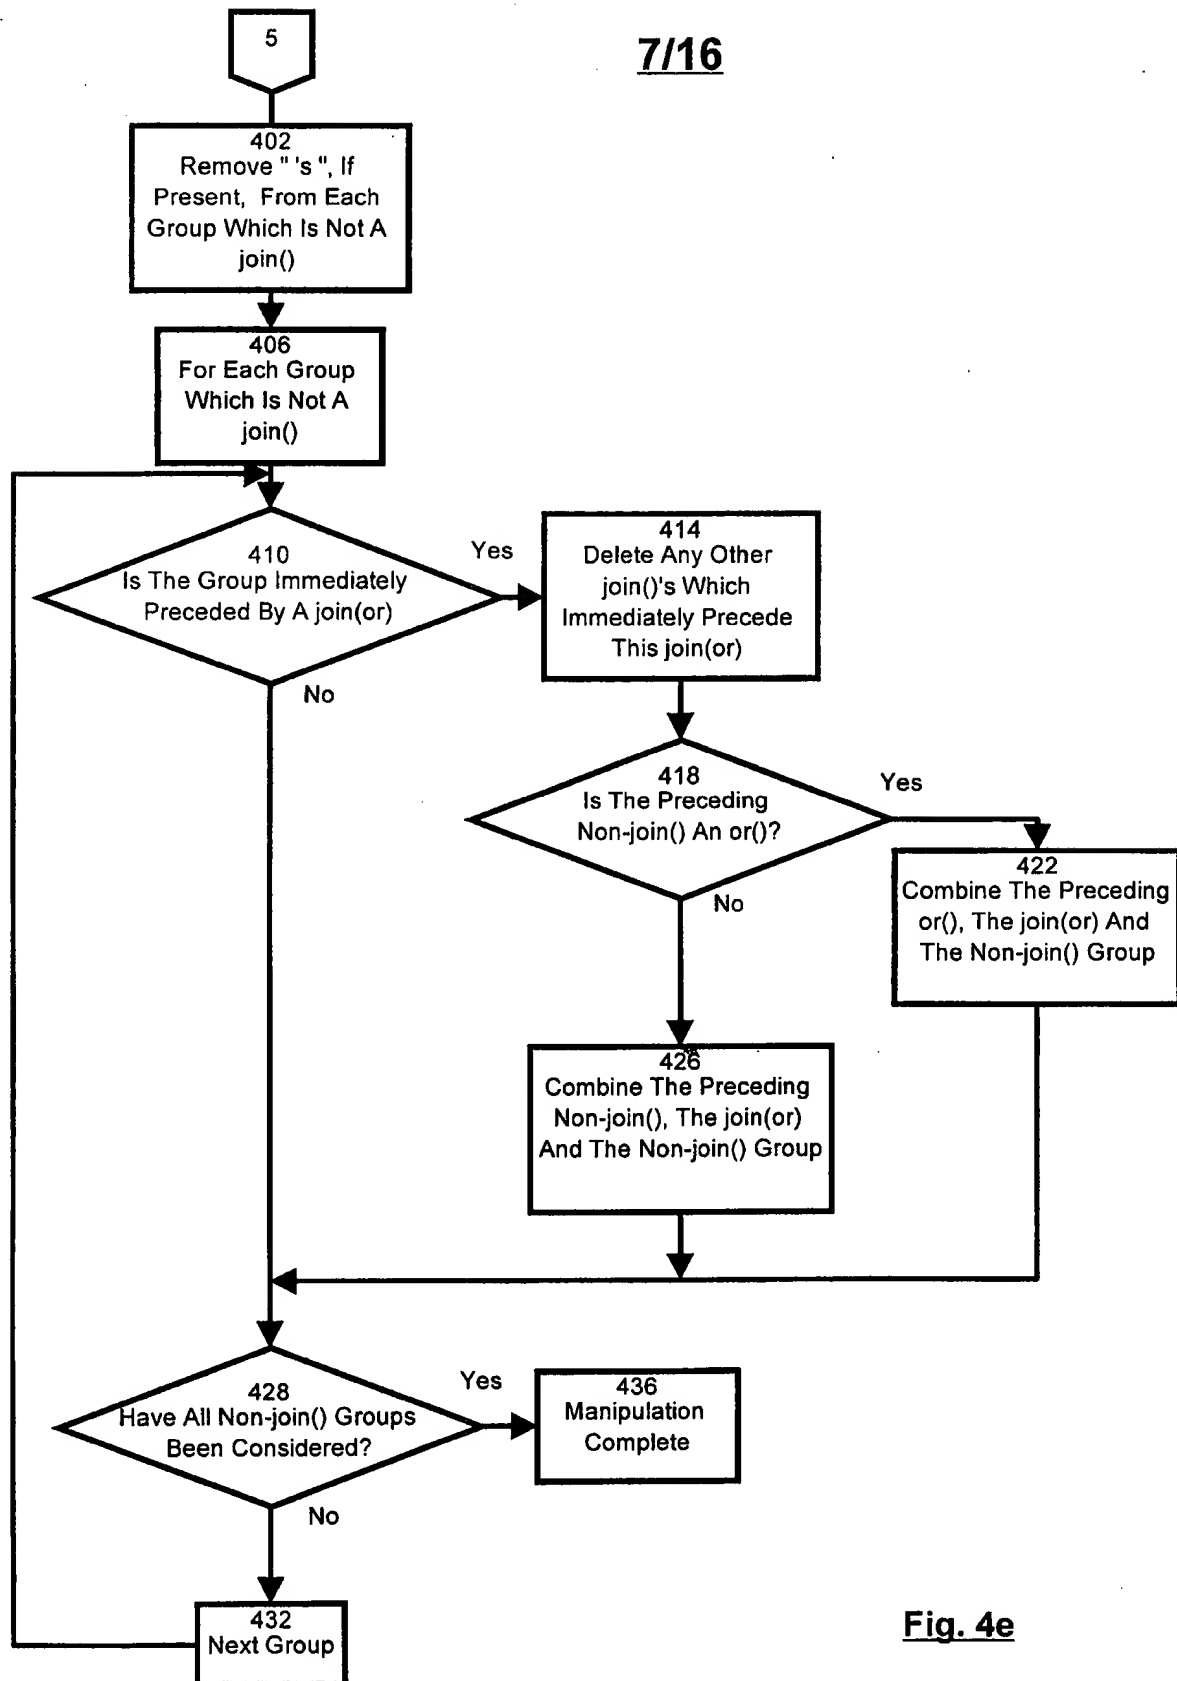 5
7/16
402
Remove " 's ", If
Present, From Each
Group Which Is Not A
join()
406
For Each Group
Which Is Not A
join()
410
Is The Group Immediately
Preceded By A join(or)
Yes
No
414
Delete Any Other
join()'s Which
Immediately Precede
This join(or)
418
Is The Preceding
Non-join() An or()?
Yes
No
422
Combine The Preceding
or(), The join(or) And
The Non-join() Group
426
Combine The Preceding
Non-join(), The join(or)
And The Non-join() Group
428
Have All Non-join() Groups
Been Considered?
Yes
No
436
Manipulation
Complete
432
Next Group
Fig. 4e